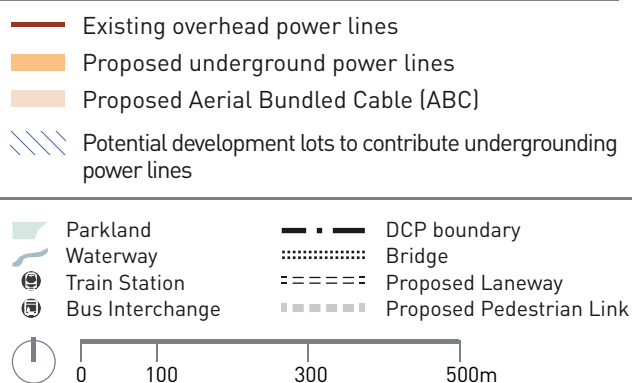 Existing overhead power lines
Proposed underground power lines
Proposed Aerial Bundled Cable (ABC)
Potential development lots to contribute undergrounding
power lines
Parkland
Waterway
Train Station
Bus Interchange
DCP boundary
Bridge
Proposed Laneway
Proposed Pedestrian Link
0 100 300 500m